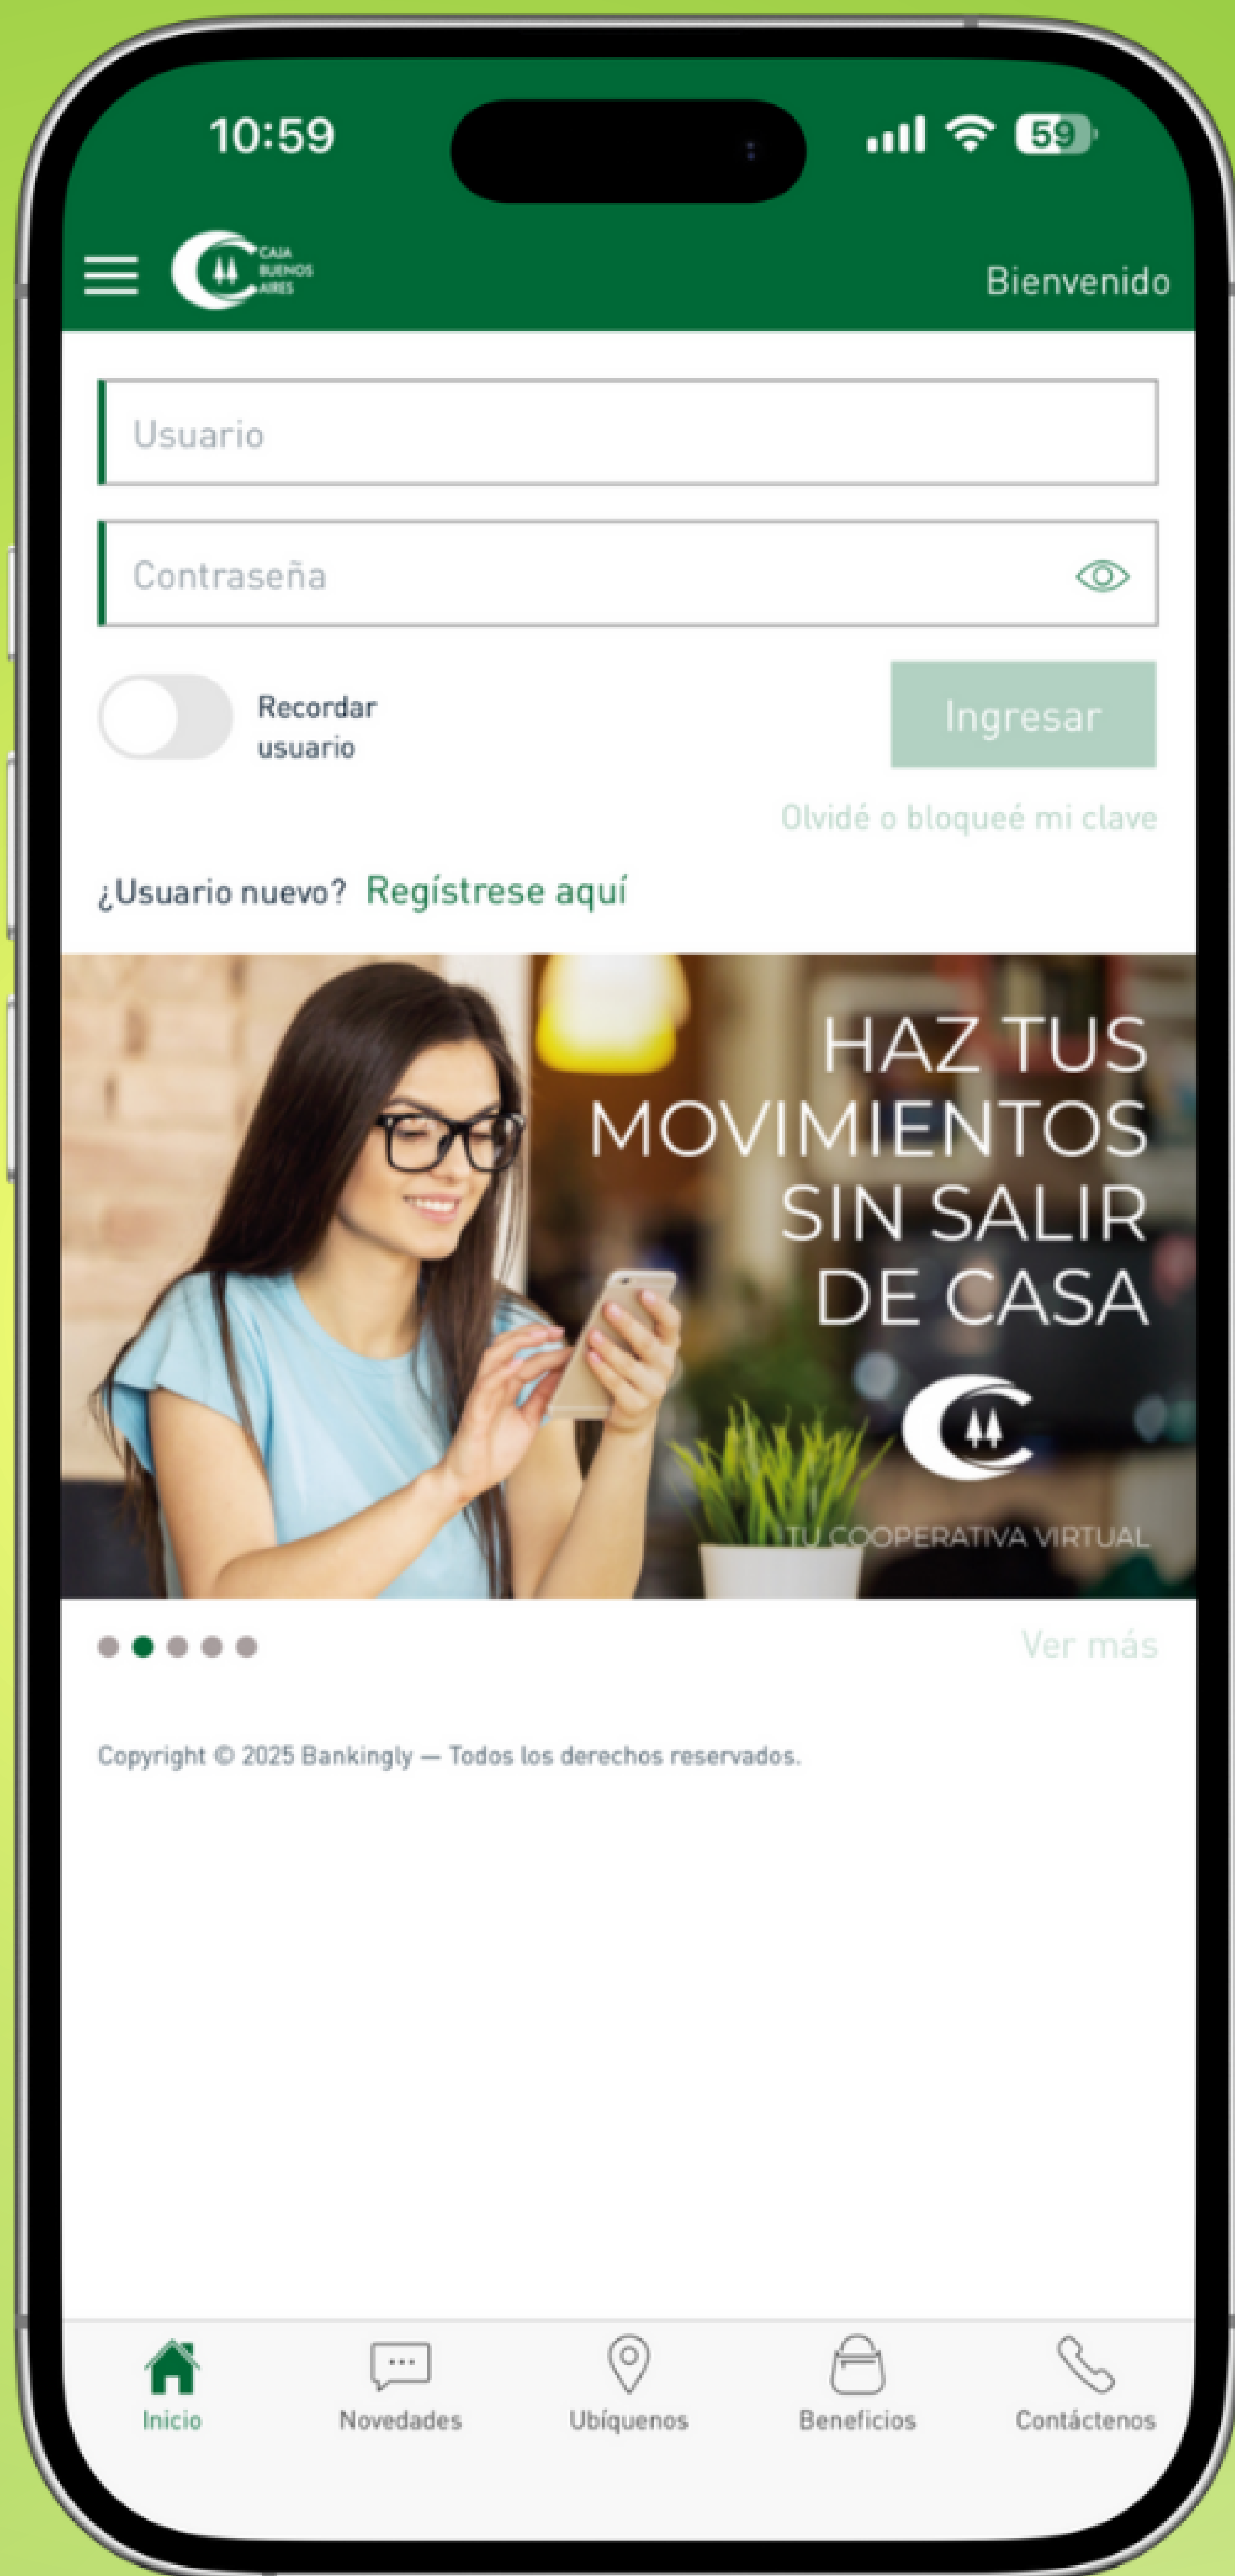 10:59
59
CAJA
BUENOS
AIRES
Bienvenido
Usuario
Contraseña
Recordar
usuario
Ingresar
Olvidé o bloqueé mi clave
¿Usuario nuevo? Regístrese aquí
HAZ TUS
MOVIMIENTOS
SIN SALIR
DE CASA
TU COOPERATIVA VIRTUAL
Ver más
Copyright © 2025 Bankingly — Todos los derechos reservados.
Inicio
Novedades
Ubíquenos
Beneficios
Contáctenos